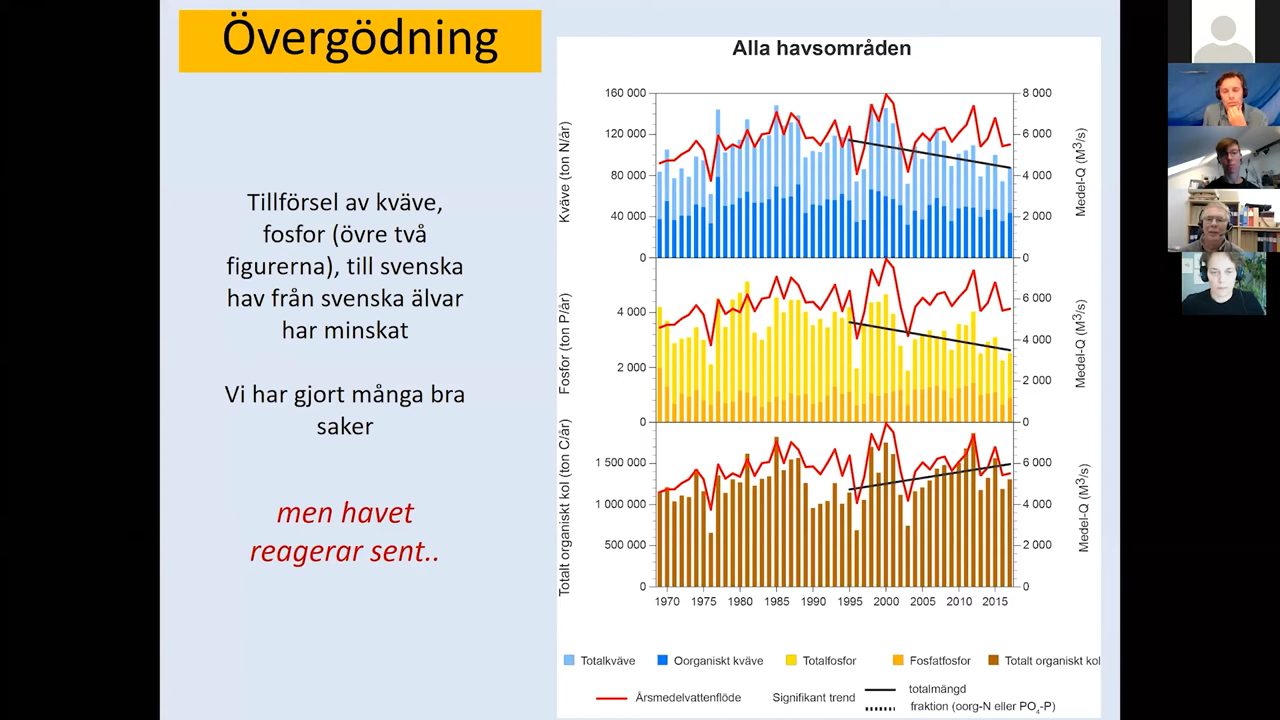 Övergödning
Tillförsel av kväve,
fosfor (övre två
figurerna), till svenska
hav från svenska älvar
har minskat
Vi har gjort många bra
saker
men havet
reagerar sent..
Alla havsområden
Kväve (ton N/år)
160 000
120 000
80 000
40 000
0
8 000
6 000
4 000
2 000
0
Medel-Q (M³/s)
Fosfor (ton P/år)
4 000
2 000
0
6 000
4 000
2 000
0
Medel-Q (M³/s)
Totalt organiskt kol (ton C/år)
1 500 000
1 000 000
500 000
0
6 000
4 000
2 000
0
Medel-Q (M³/s)
1970 1975 1980 1985 1990 1995 2000 2005 2010 2015
Totalkväve Oorganiskt kväve Totalfosfor Fosfatfosfor Totalt organiskt kol
Årsmedelvattenflöde Signifikant trend totalmängd
fraktion (oorg-N eller PO₄-P)